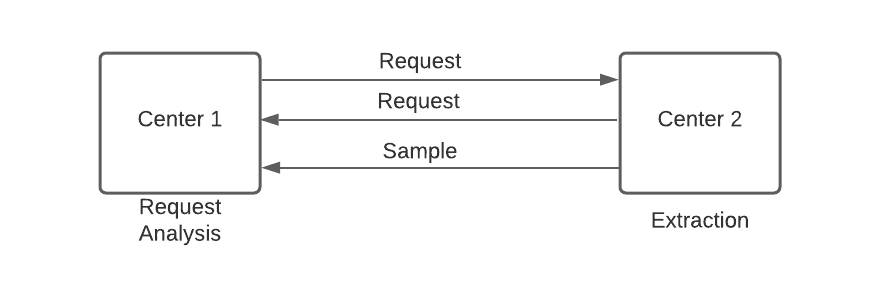 Request
Request
Center 1
Center 2
Sample
Request
Analysis
Extraction